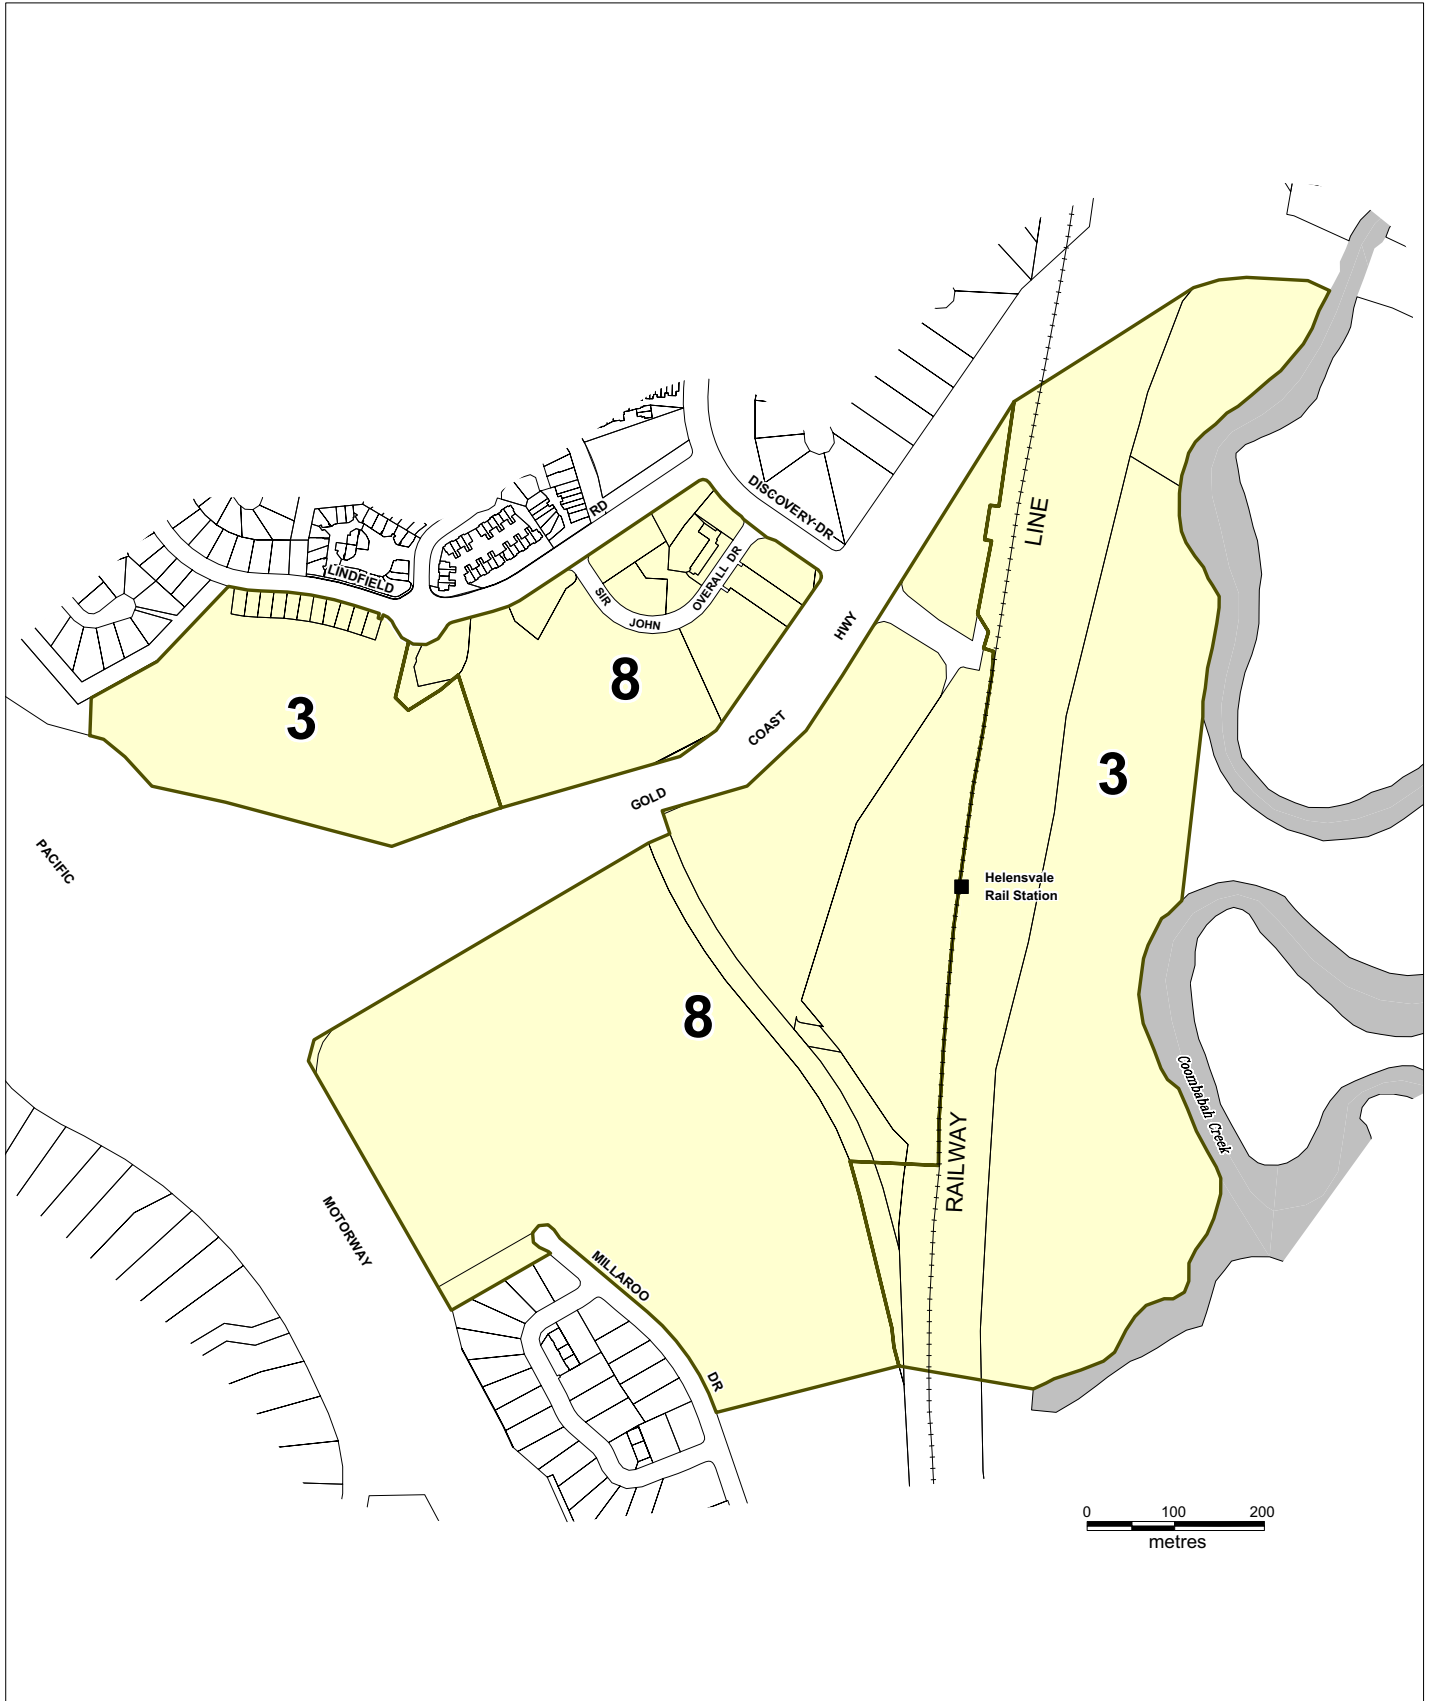 DISCOVERY DR
RD
LINE
LINDFIELD
OVERALL DR
SIR
JOHN
HWY
8
3
COAST
3
GOLD
PACIFIC
Helensvale
Rail Station
8
Coombabah Creek
RAILWAY
MOTORWAY
MILLAROO
DR
0 100 200
metres